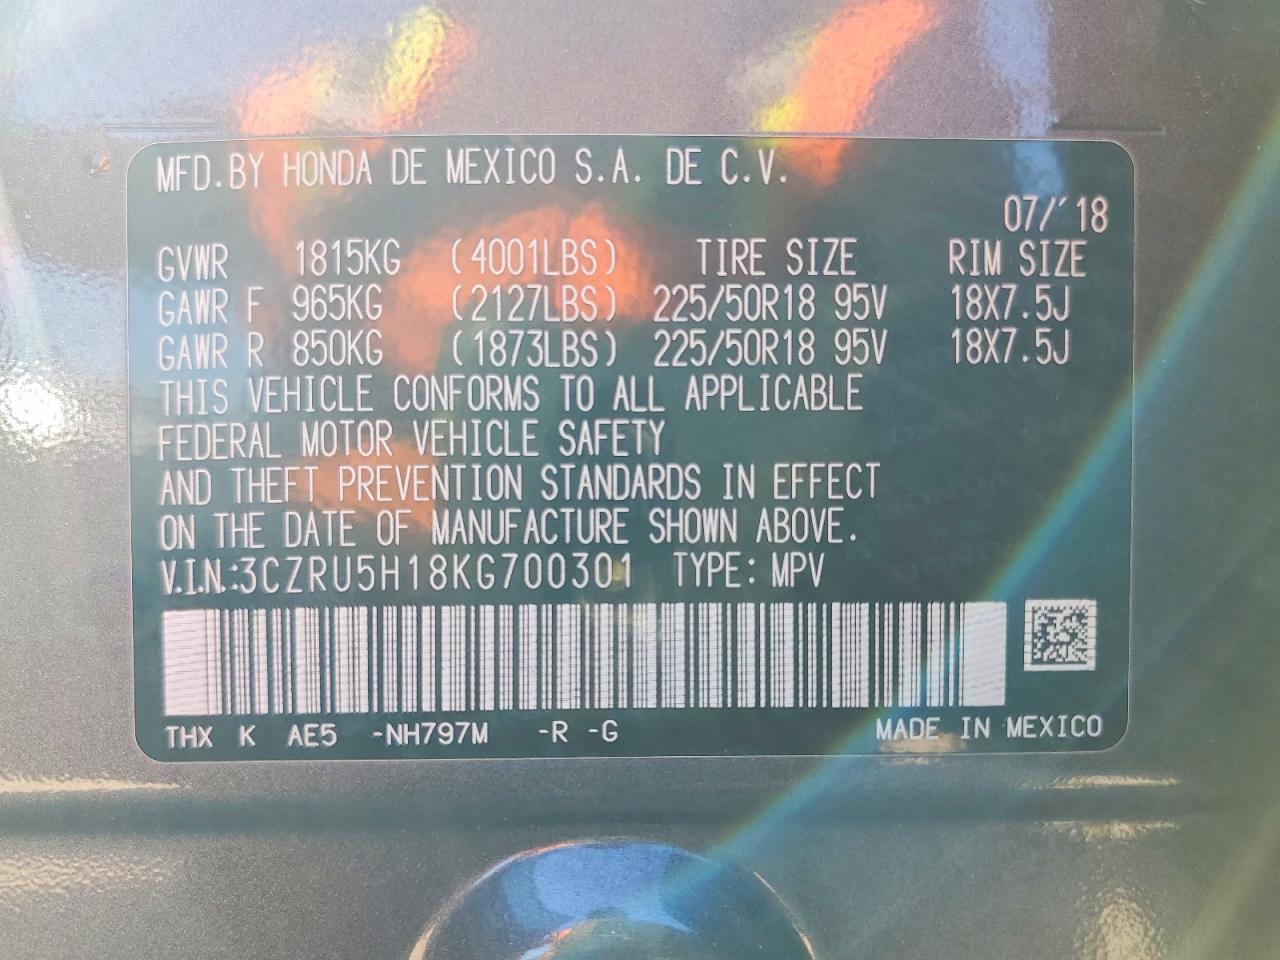 MFD.BY HONDA DE MEXICO S.A. DE C.V.
07/'18
GVWR 1815KG (4001LBS) TIRE SIZE RIM SIZE
GAWR F 965KG (2127LBS) 225/50R18 95V 18X7.5J
GAWR R 850KG (1873LBS) 225/50R18 95V 18X7.5J
THIS VEHICLE CONFORMS TO ALL APPLICABLE
FEDERAL MOTOR VEHICLE SAFETY
AND THEFT PREVENTION STANDARDS IN EFFECT
ON THE DATE OF MANUFACTURE SHOWN ABOVE.
V.I.N.:3CZRU5H18KG700301 TYPE: MPV
THX K AE5 -NH797M -R -G MADE IN MEXICO